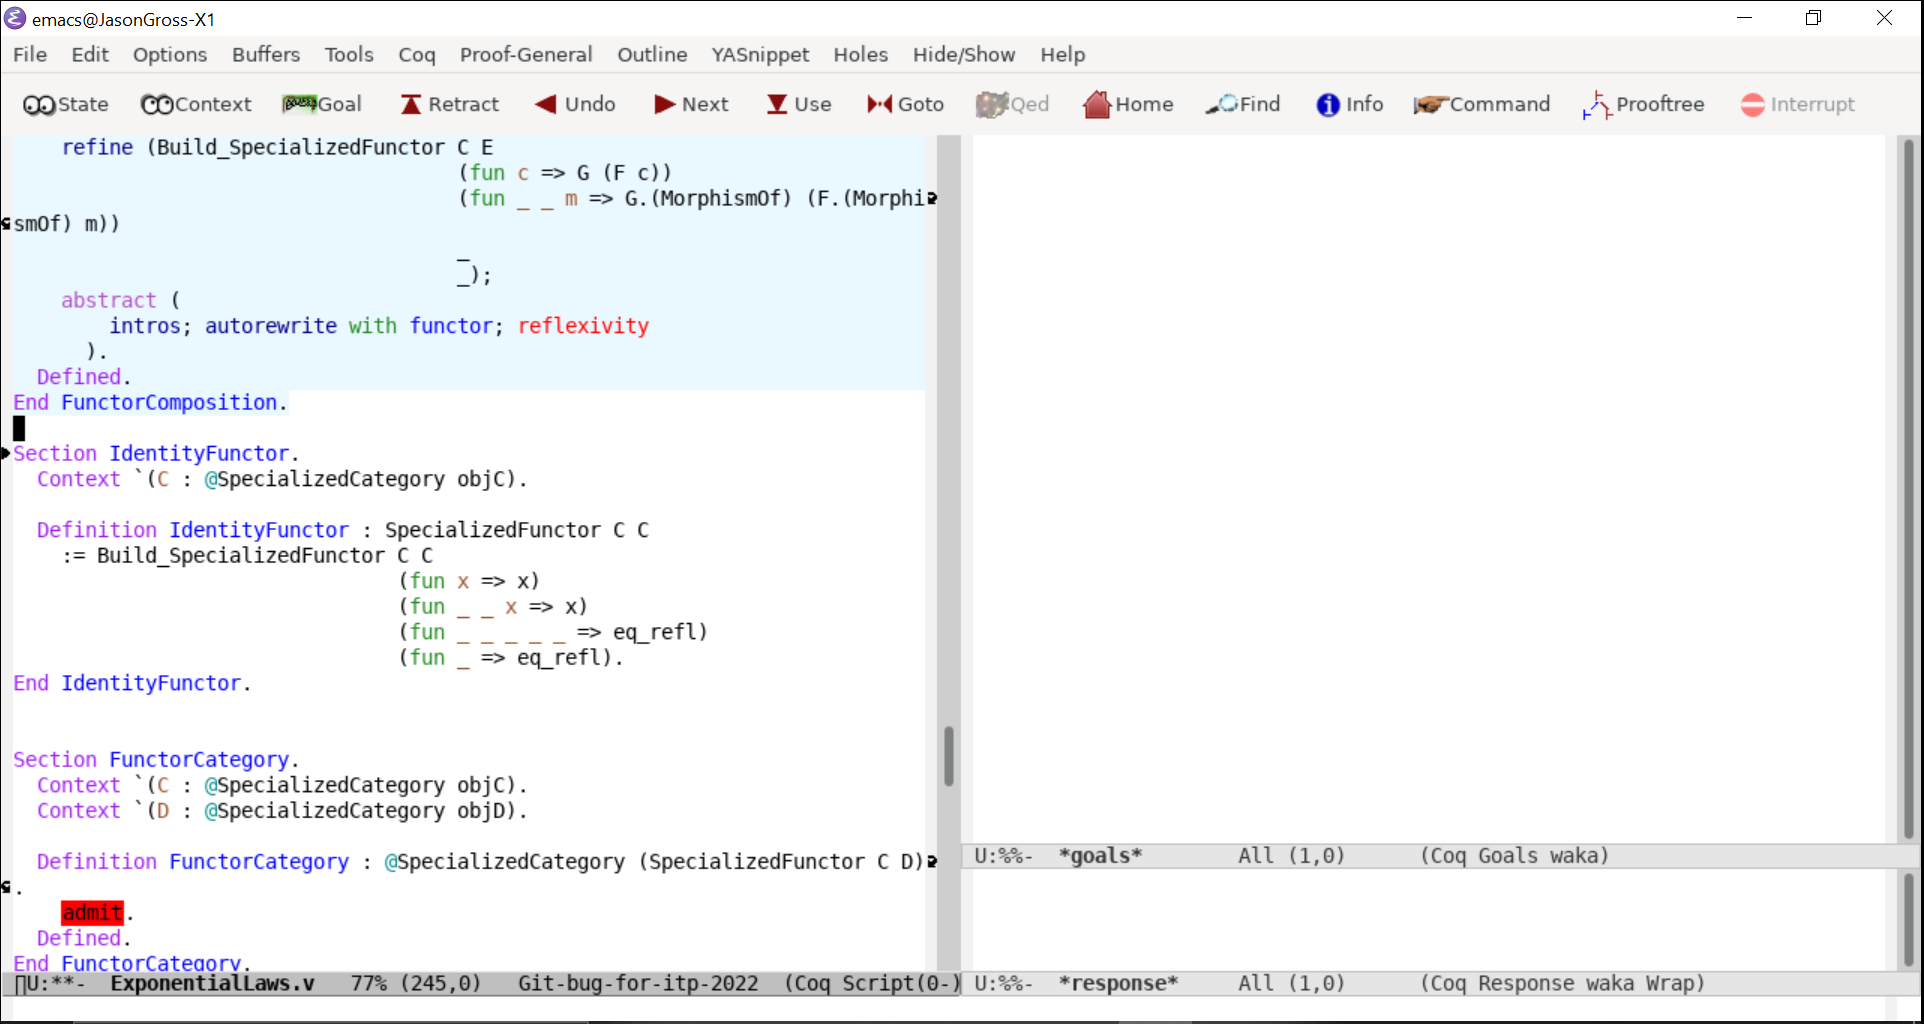 emacs@JasonGross-X1
File Edit Options Buffers Tools Coq Proof-General Outline YASnippet Holes Hide/Show Help
State Context Goal Retract Undo Next Use Goto Qed Home Find Info Command Prooftree Interrupt
refine (Build_SpecializedFunctor C E
(fun c => G (F c))
(fun _ _ m => G.(MorphismOf) (F.(Morphi
smOf) m))
_
_);
abstract (
intros; autorewrite with functor; reflexivity
).
Defined.
End FunctorComposition.
Section IdentityFunctor.
Context `(C : @SpecializedCategory objC).
Definition IdentityFunctor : SpecializedFunctor C C
:= Build_SpecializedFunctor C C
(fun x => x)
(fun _ _ x => x)
(fun _ _ _ _ _ => eq_refl)
(fun _ => eq_refl).
End IdentityFunctor.
Section FunctorCategory.
Context `(C : @SpecializedCategory objC).
Context `(D : @SpecializedCategory objD).
Definition FunctorCategory : @SpecializedCategory (SpecializedFunctor C D)
.
admit.
Defined.
End FunctorCategory.
U:**-  ExponentialLaws.v   77% (245,0)   Git-bug-for-itp-2022  (Coq Script(0-)
U:%%-  *goals*        All (1,0)      (Coq Goals waka)
U:%%-  *response*     All (1,0)      (Coq Response waka Wrap)